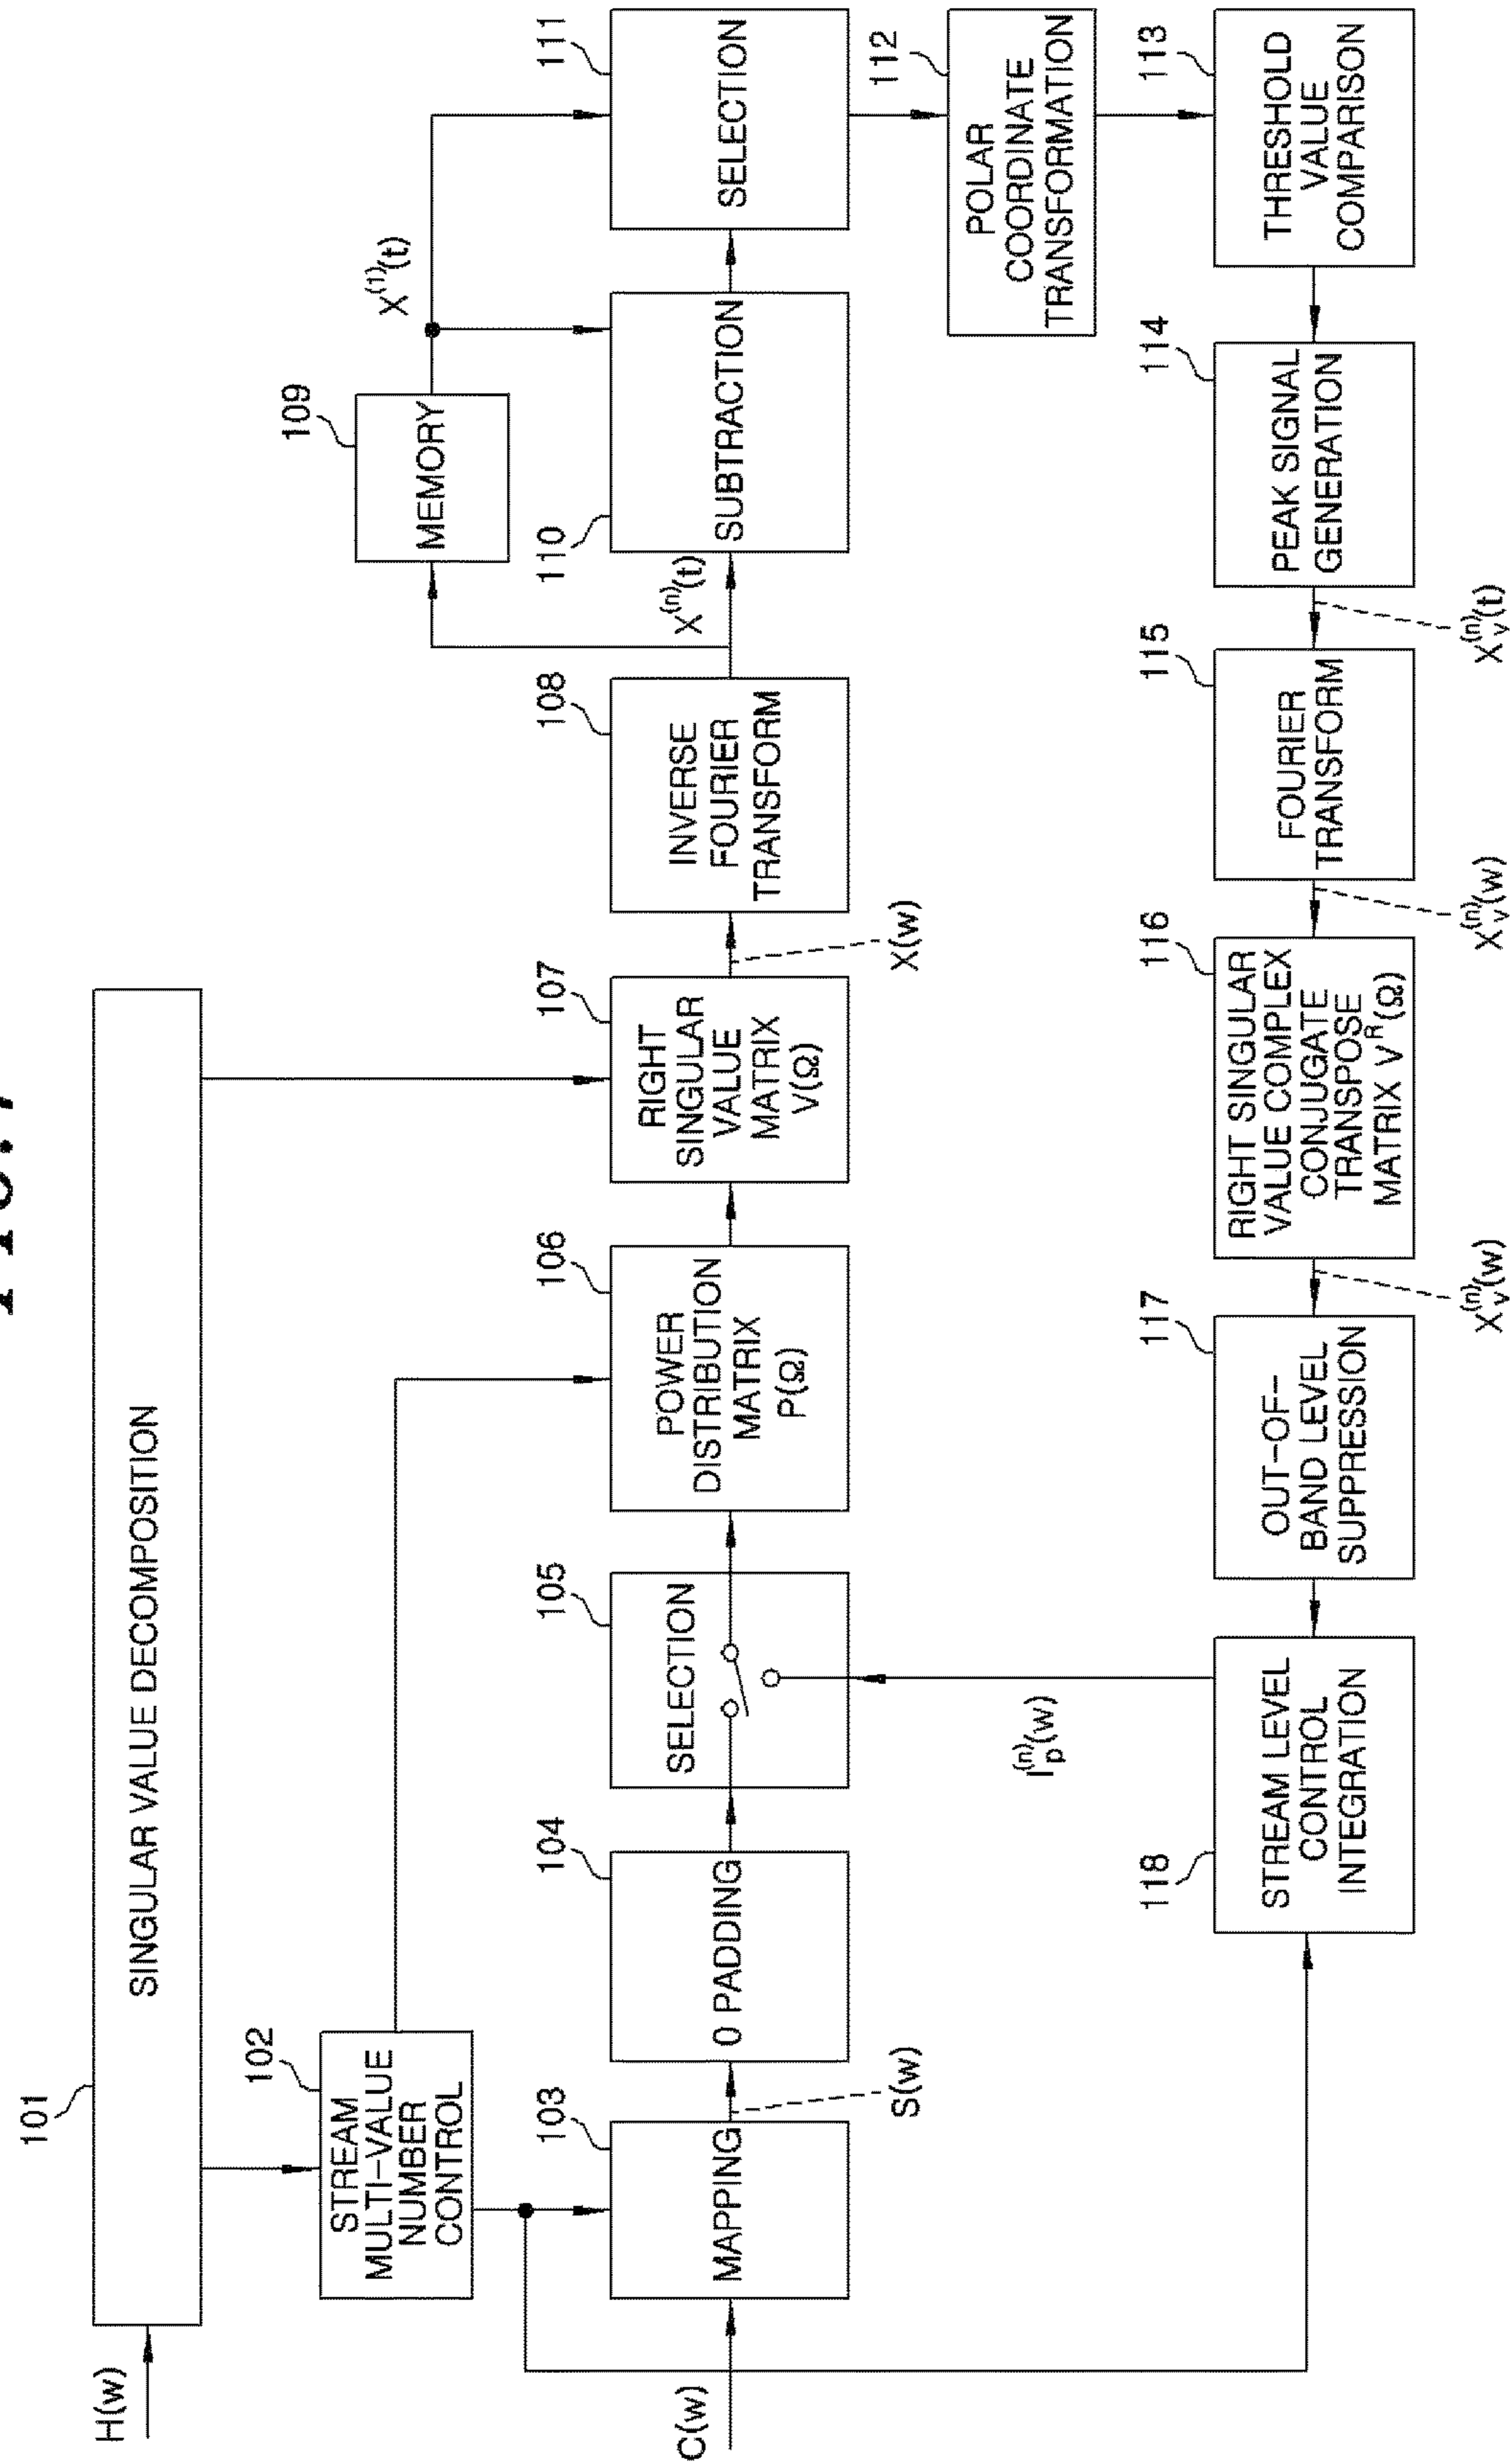 101
SINGULAR VALUE DECOMPOSITION
H(w)
102
STREAM
MULTI-VALUE
NUMBER
CONTROL
C(w)
103
MAPPING
S(w)
104
0 PADDING
105
SELECTION
106
POWER
DISTRIBUTION
MATRIX
P(Ω)
107
RIGHT
SINGULAR
VALUE
MATRIX
V(Ω)
X(w)
108
INVERSE
FOURIER
TRANSFORM
X(n)(t)
109
MEMORY
X(1)(t)
110
SUBTRACTION
111
SELECTION
112
POLAR
COORDINATE
TRANSFORMATION
113
THRESHOLD
VALUE
COMPARISON
114
PEAK SIGNAL
GENERATION
Xv(n)(t)
115
FOURIER
TRANSFORM
Xv(n)(w)
116
RIGHT SINGULAR
VALUE COMPLEX
CONJUGATE
TRANSPOSE
MATRIX VR(Ω)
Xv(n)(w)
117
OUT-OF-
BAND LEVEL
SUPPRESSION
118
STREAM LEVEL
CONTROL
INTEGRATION
Ip(n)(w)